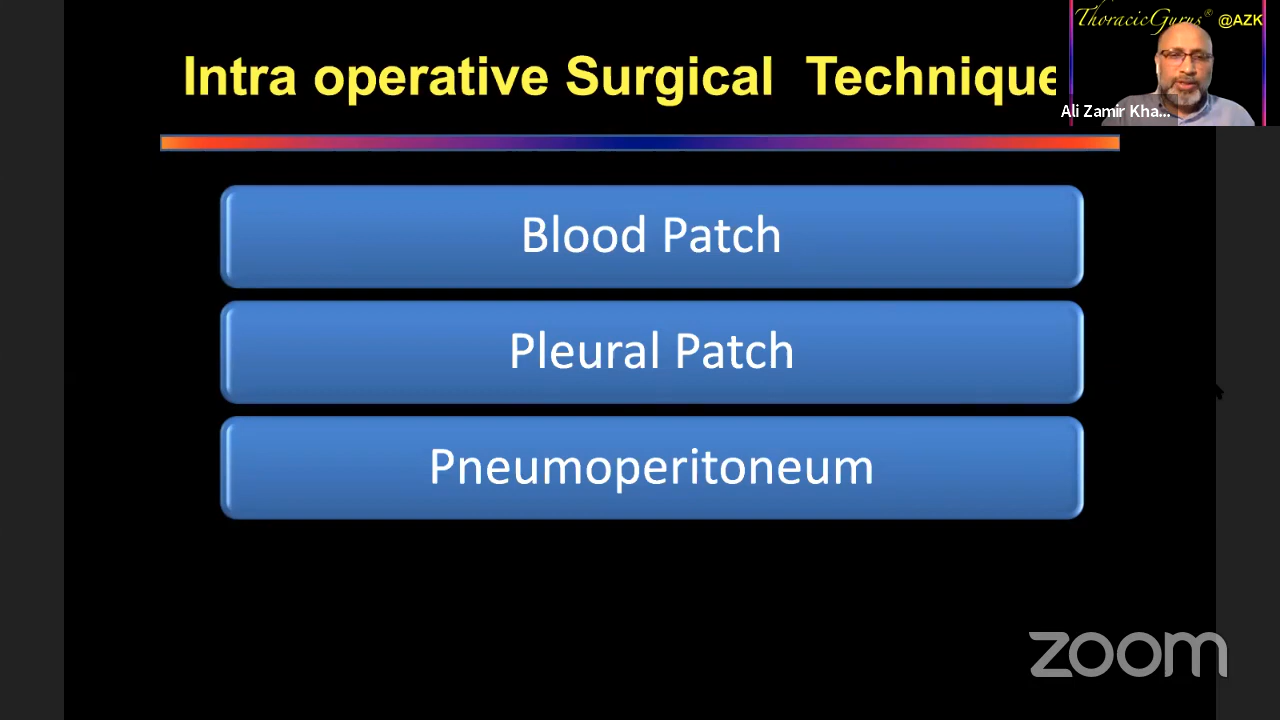 Intra operative Surgical Technique
ThoracicGurus® @AZK
Ali Zamir Kha...
Blood Patch
Pleural Patch
Pneumoperitoneum
zoom